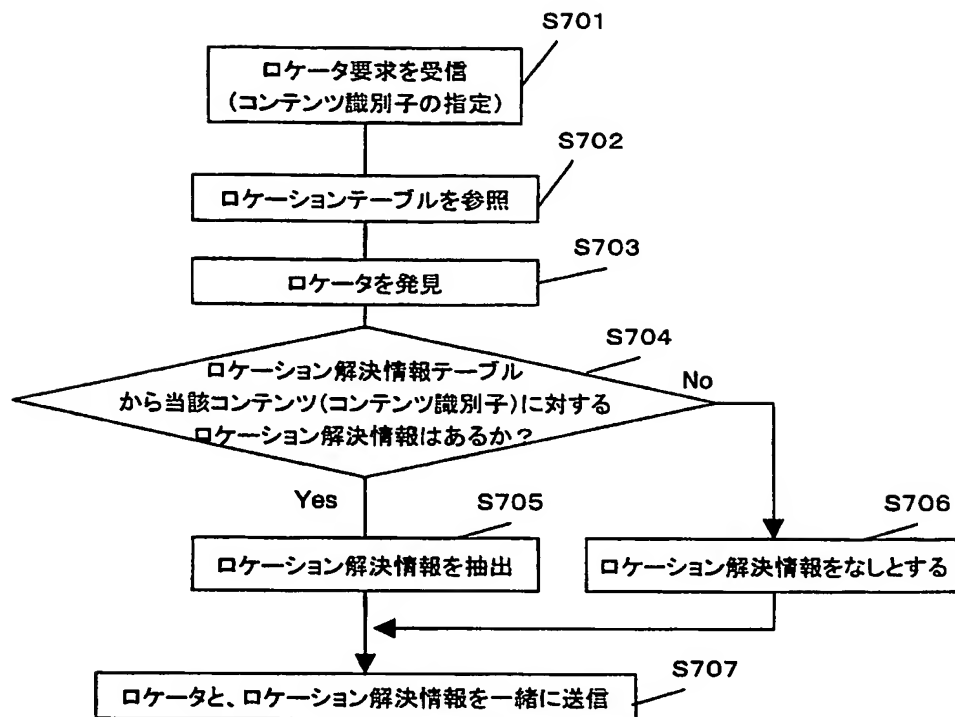 S701
ロケータ要求を受信
(コンテンツ識別子の指定)
S702
ロケーションテーブルを参照
S703
ロケータを発見
S704
ロケーション解決情報テーブル
から当該コンテンツ(コンテンツ識別子)に対する
ロケーション解決情報はあるか?
No
Yes
S705
ロケーション解決情報を抽出
S706
ロケーション解決情報をなしとする
S707
ロケータと、ロケーション解決情報を一緒に送信